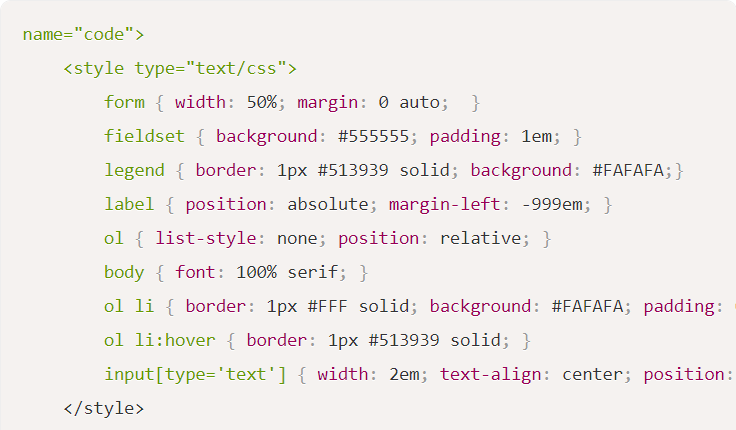 name="code">
<style type="text/css">
form { width: 50%; margin: 0 auto;  }
fieldset { background: #555555; padding: 1em; }
legend { border: 1px #513939 solid; background: #FAFAFA;}
label { position: absolute; margin-left: -999em; }
ol { list-style: none; position: relative; }
body { font: 100% serif; }
ol li { border: 1px #FFF solid; background: #FAFAFA; padding:
ol li:hover { border: 1px #513939 solid; }
input[type='text'] { width: 2em; text-align: center; position:
</style>